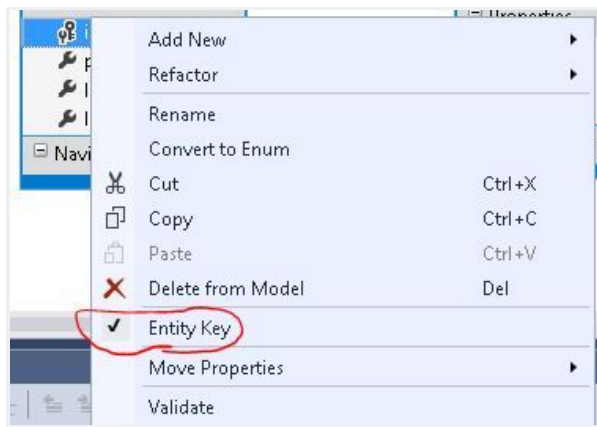 Properties
Add New
Refactor
Rename
Convert to Enum
Navi
Cut Ctrl+X
Copy Ctrl+C
Paste Ctrl+V
Delete from Model Del
Entity Key
Move Properties
Validate